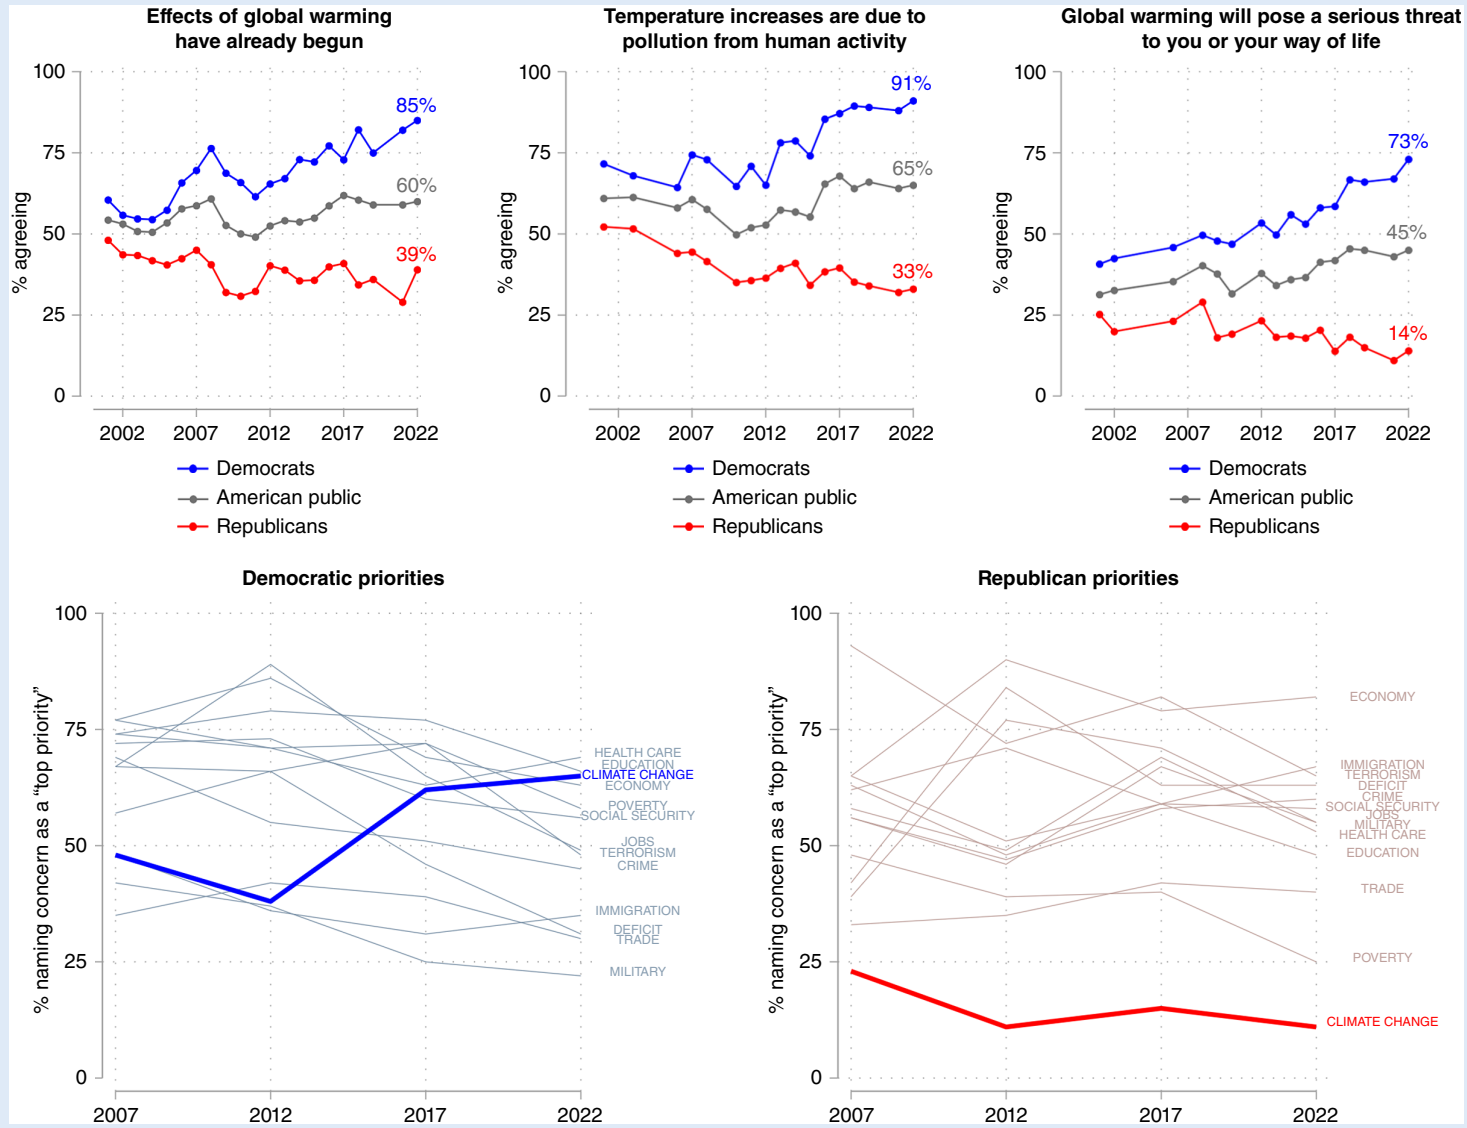 Effects of global warming
have already begun
Temperature increases are due to
pollution from human activity
Global warming will pose a serious threat
to you or your way of life
% agreeing
100
75
50
25
0
85%
60%
39%
2002 2007 2012 2017 2022
Democrats
American public
Republicans
% agreeing
100
75
50
25
0
91%
65%
33%
2002 2007 2012 2017 2022
Democrats
American public
Republicans
% agreeing
100
75
50
25
0
73%
45%
14%
2002 2007 2012 2017 2022
Democrats
American public
Republicans
Democratic priorities
% naming concern as a “top priority”
100
75
50
25
0
HEALTH CARE
EDUCATION
CLIMATE CHANGE
ECONOMY
POVERTY
SOCIAL SECURITY
JOBS
TERRORISM
CRIME
IMMIGRATION
DEFICIT
TRADE
MILITARY
2007 2012 2017 2022
Republican priorities
% naming concern as a “top priority”
100
75
50
25
0
ECONOMY
IMMIGRATION
TERRORISM
DEFICIT
CRIME
SOCIAL SECURITY
JOBS
MILITARY
HEALTH CARE
EDUCATION
TRADE
POVERTY
CLIMATE CHANGE
2007 2012 2017 2022